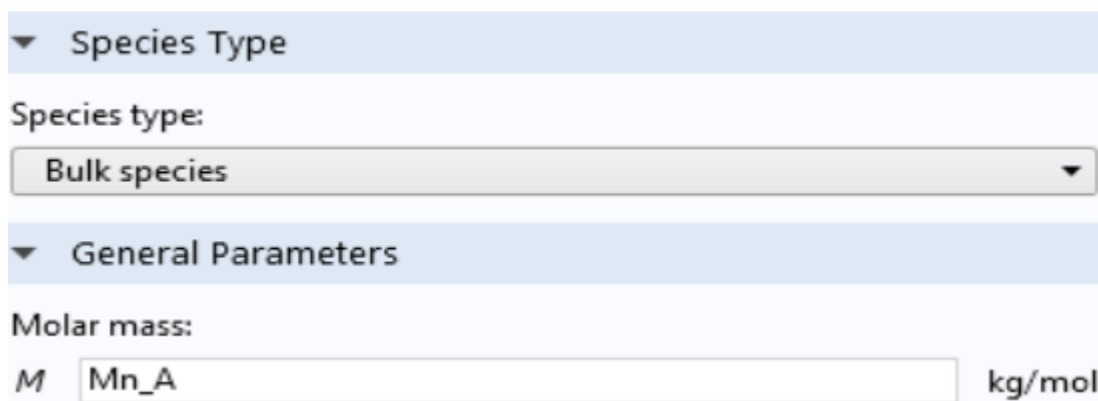 Species Type
Species type:
Bulk species
General Parameters
Molar mass:
M Mn_A kg/mol